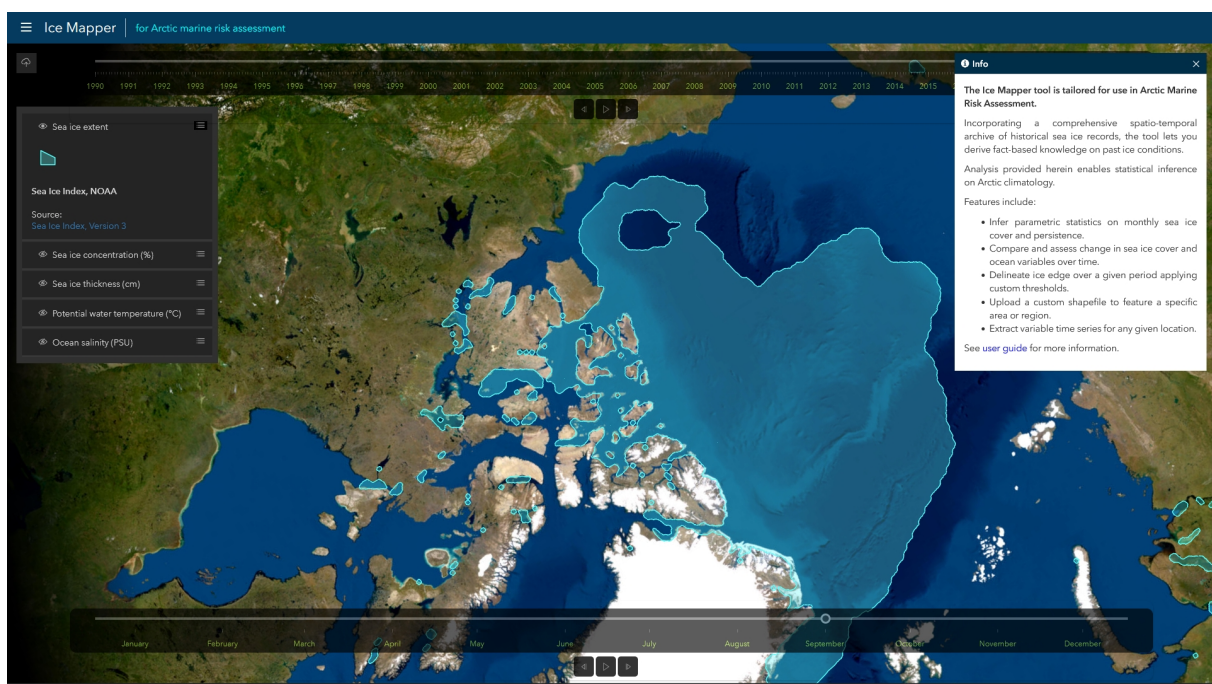 Ice Mapper for Arctic marine risk assessment
1990 1991 1992 1993 1994 1995 1996 1997 1998 1999 2000 2001 2002 2003 2004 2005 2006 2007 2008 2009 2010 2011 2012 2013 2014 2015
Sea ice extent
Sea Ice Index, NOAA
Source:
Sea Ice Index, Version 3
Sea ice concentration (%)
Sea ice thickness (cm)
Potential water temperature (°C)
Ocean salinity (PSU)
Info
The Ice Mapper tool is tailored for use in Arctic Marine
Risk Assessment.
Incorporating a comprehensive spatio-temporal
archive of historical sea ice records, the tool lets you
derive fact-based knowledge on past ice conditions.
Analysis provided herein enables statistical inference
on Arctic climatology.
Features include:
• Infer parametric statistics on monthly sea ice
cover and persistence.
• Compare and assess change in sea ice cover and
ocean variables over time.
• Delineate ice edge over a given period applying
custom thresholds.
• Upload a custom shapefile to feature a specific
area or region.
• Extract variable time series for any given location.
See user guide for more information.
January February March April May June July August September October November December